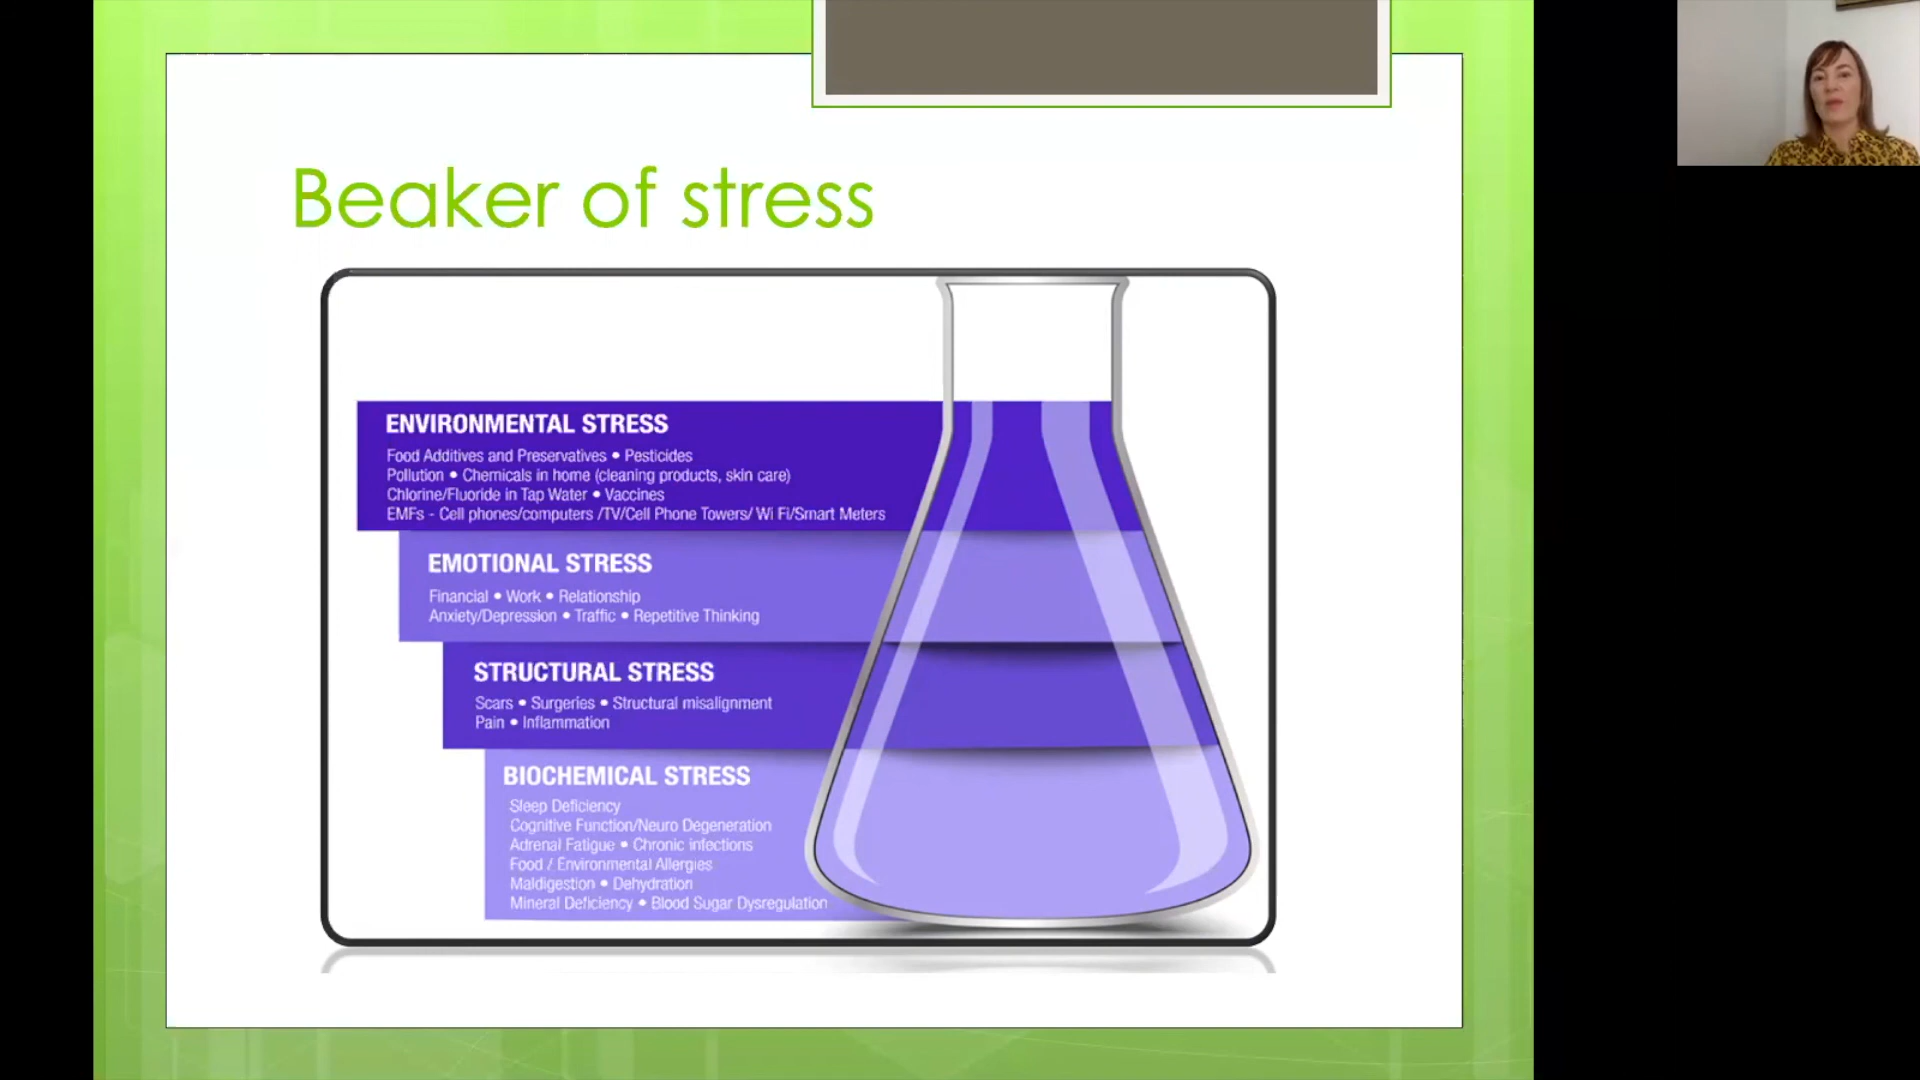 Beaker of stress
ENVIRONMENTAL STRESS
Food Additives and Preservatives • Pesticides
Pollution • Chemicals in home (cleaning products, skin care)
Chlorine/Fluoride in Tap Water • Vaccines
EMFs - Cell phones/computers /TV/Cell Phone Towers/ Wi Fi/Smart Meters
EMOTIONAL STRESS
Financial • Work • Relationship
Anxiety/Depression • Traffic • Repetitive Thinking
STRUCTURAL STRESS
Scars • Surgeries • Structural misalignment
Pain • Inflammation
BIOCHEMICAL STRESS
Sleep Deficiency
Cognitive Function/Neuro Degeneration
Adrenal Fatigue • Chronic infections
Food / Environmental Allergies
Maldigestion • Dehydration
Mineral Deficiency • Blood Sugar Dysregulation